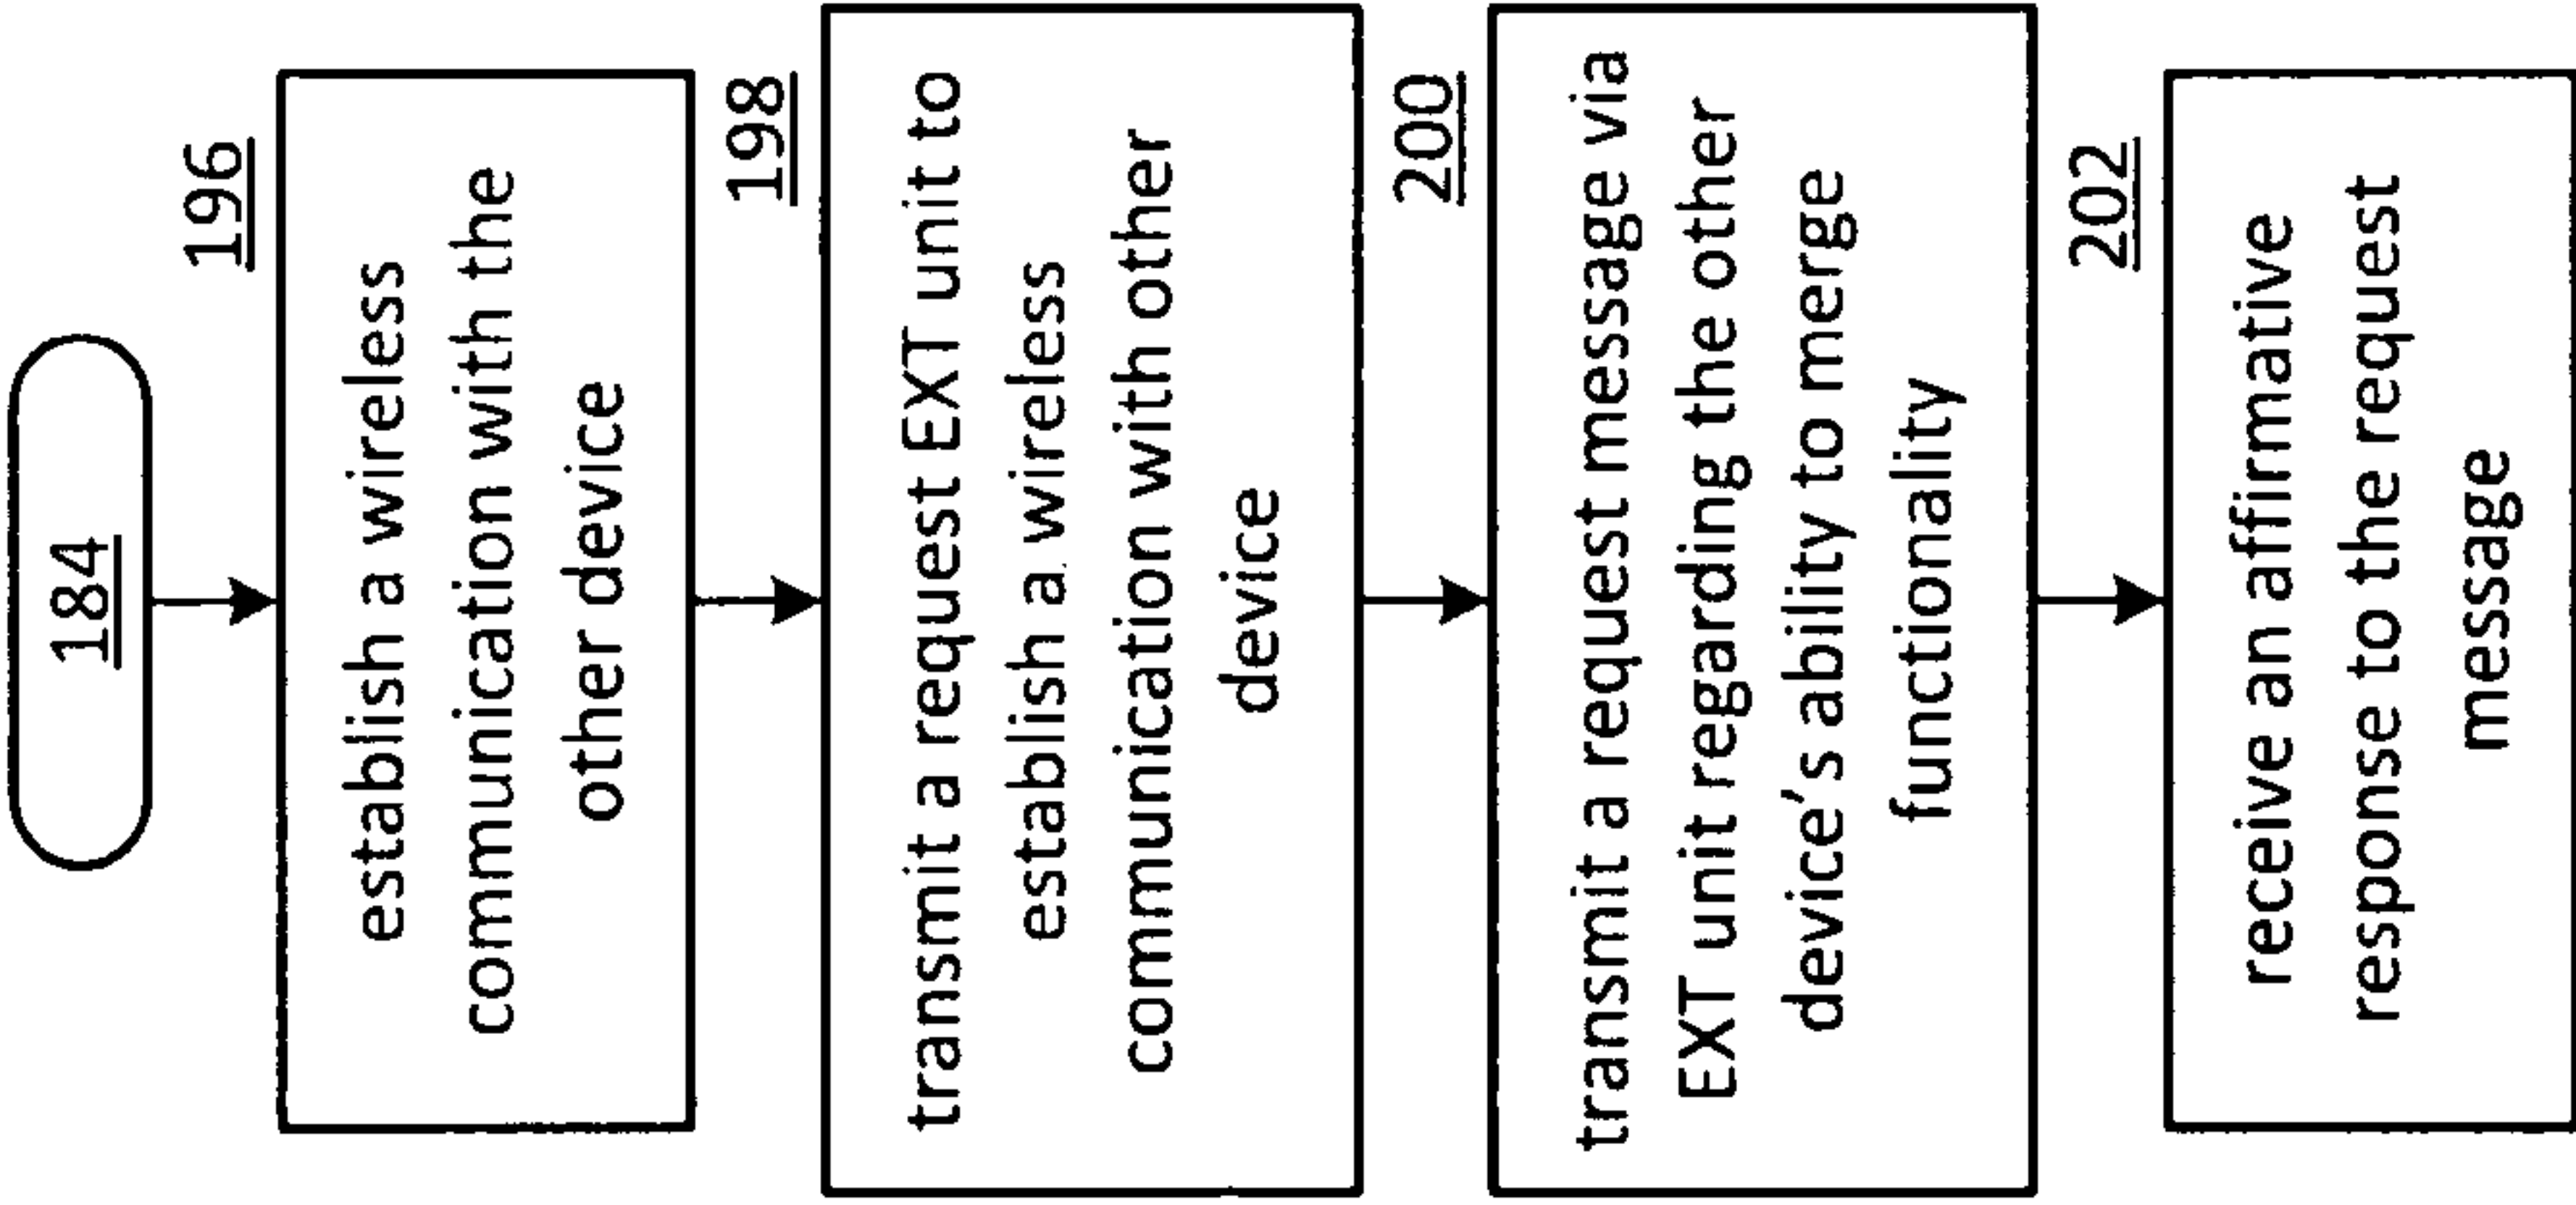 184
196
establish a wireless
communication with the
other device
198
transmit a request EXT unit to
establish a wireless
communication with other
device
200
transmit a request message via
EXT unit regarding the other
device's ability to merge
functionality
202
receive an affirmative
response to the request
message